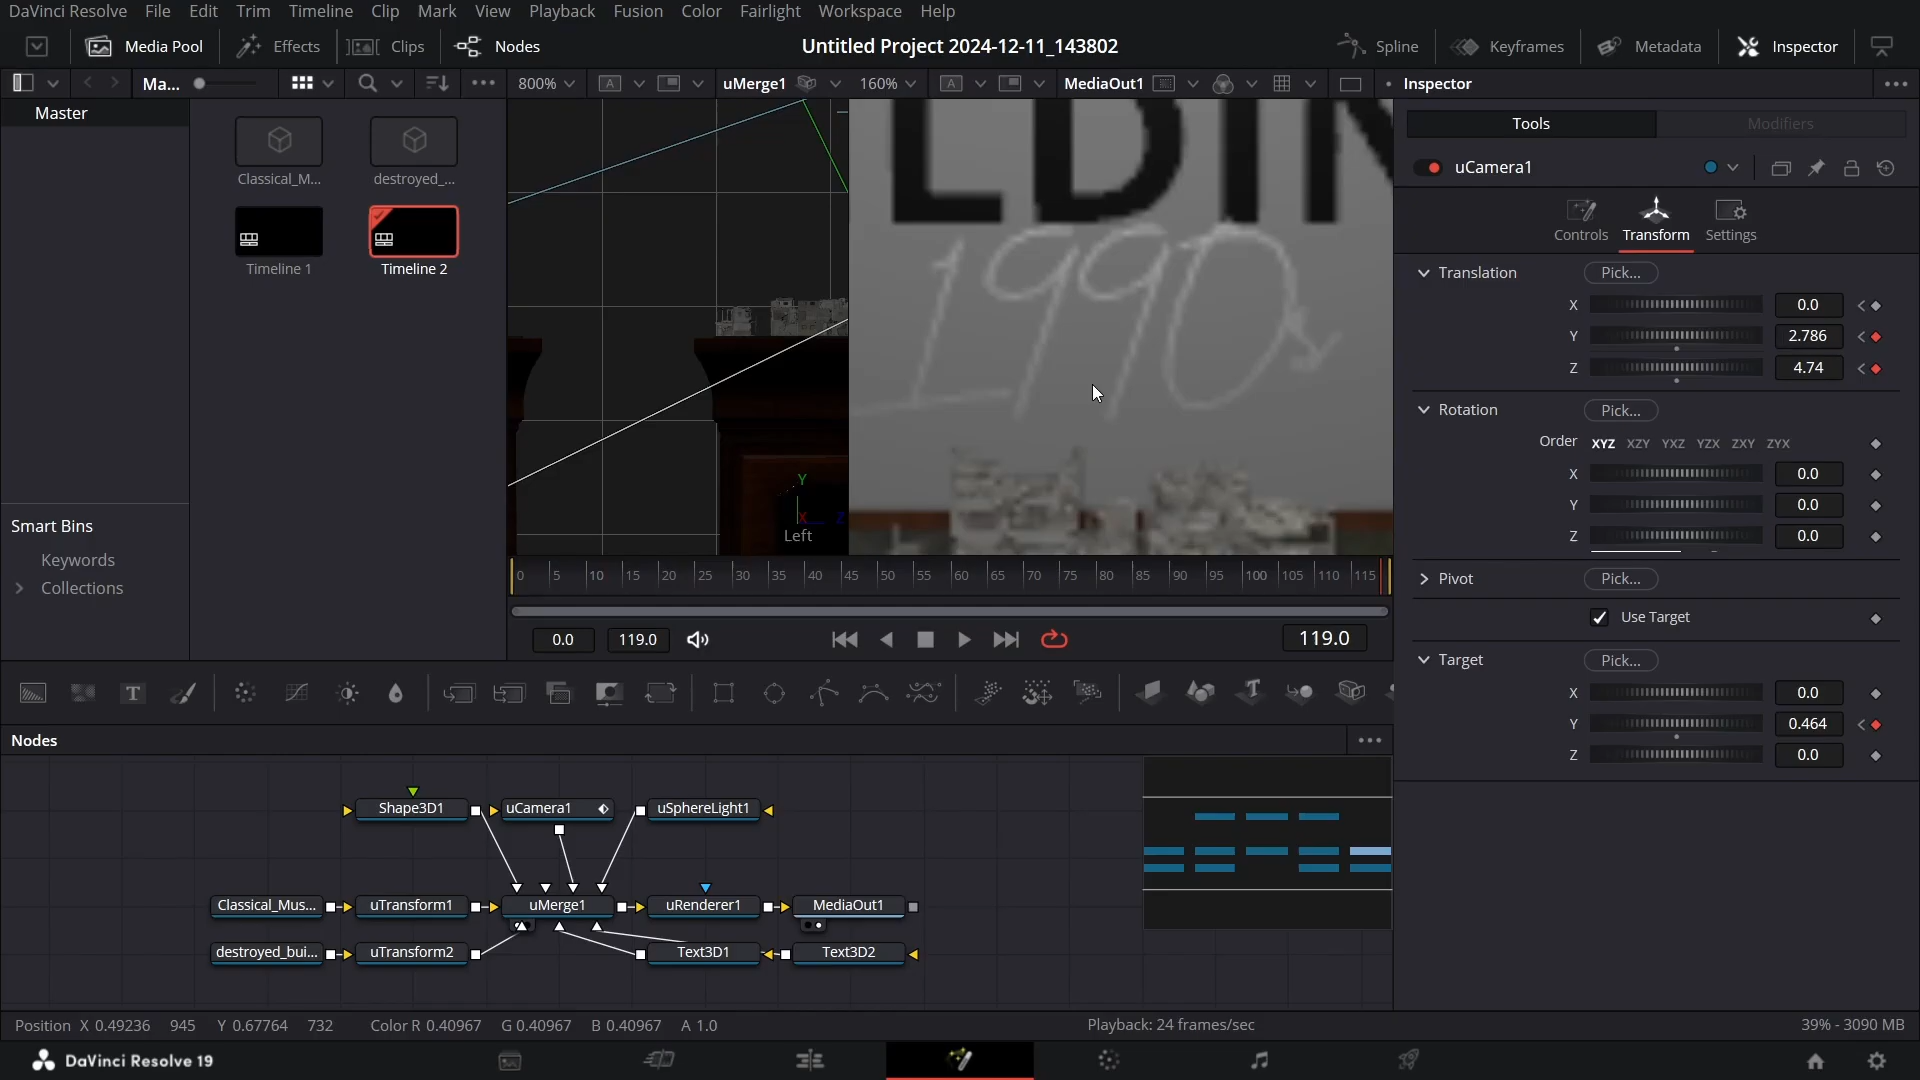 DaVinci Resolve File Edit Trim Timeline Clip Mark View Playback Fusion Color Fairlight Workspace Help
Media Pool Effects Clips Nodes Untitled Project 2024-12-11_143802 Spline Keyframes Metadata Inspector
Ma... 800% uMerge1 160% MediaOut1 Inspector
Master
Classical_M... destroyed_...
Timeline 1 Timeline 2
Smart Bins
Keywords
Collections
LDIN
1990s
Y
X Z
Left
0 5 10 15 20 25 30 35 40 45 50 55 60 65 70 75 80 85 90 95 100 105 110 115
0.0 119.0 119.0
Tools Modifiers
uCamera1
Controls Transform Settings
Translation Pick...
X 0.0
Y 2.786
Z 4.74
Rotation Pick...
Order XYZ XZY YXZ YZX ZXY ZYX
X 0.0
Y 0.0
Z 0.0
Pivot Pick...
Use Target
Target Pick...
X 0.0
Y 0.464
Z 0.0
Nodes
Shape3D1 uCamera1 uSphereLight1
Classical_Mus... uTransform1 uMerge1 uRenderer1 MediaOut1
destroyed_bui... uTransform2 Text3D1 Text3D2
Position X 0.49236 945 Y 0.67764 732 Color R 0.40967 G 0.40967 B 0.40967 A 1.0 Playback: 24 frames/sec 39% - 3090 MB
DaVinci Resolve 19